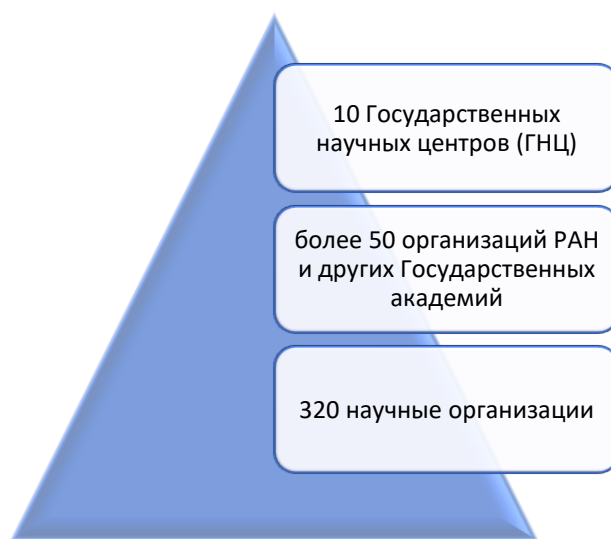 10 Государственных
научных центров (ГНЦ)
более 50 организаций РАН
и других Государственных
академий
320 научные организации